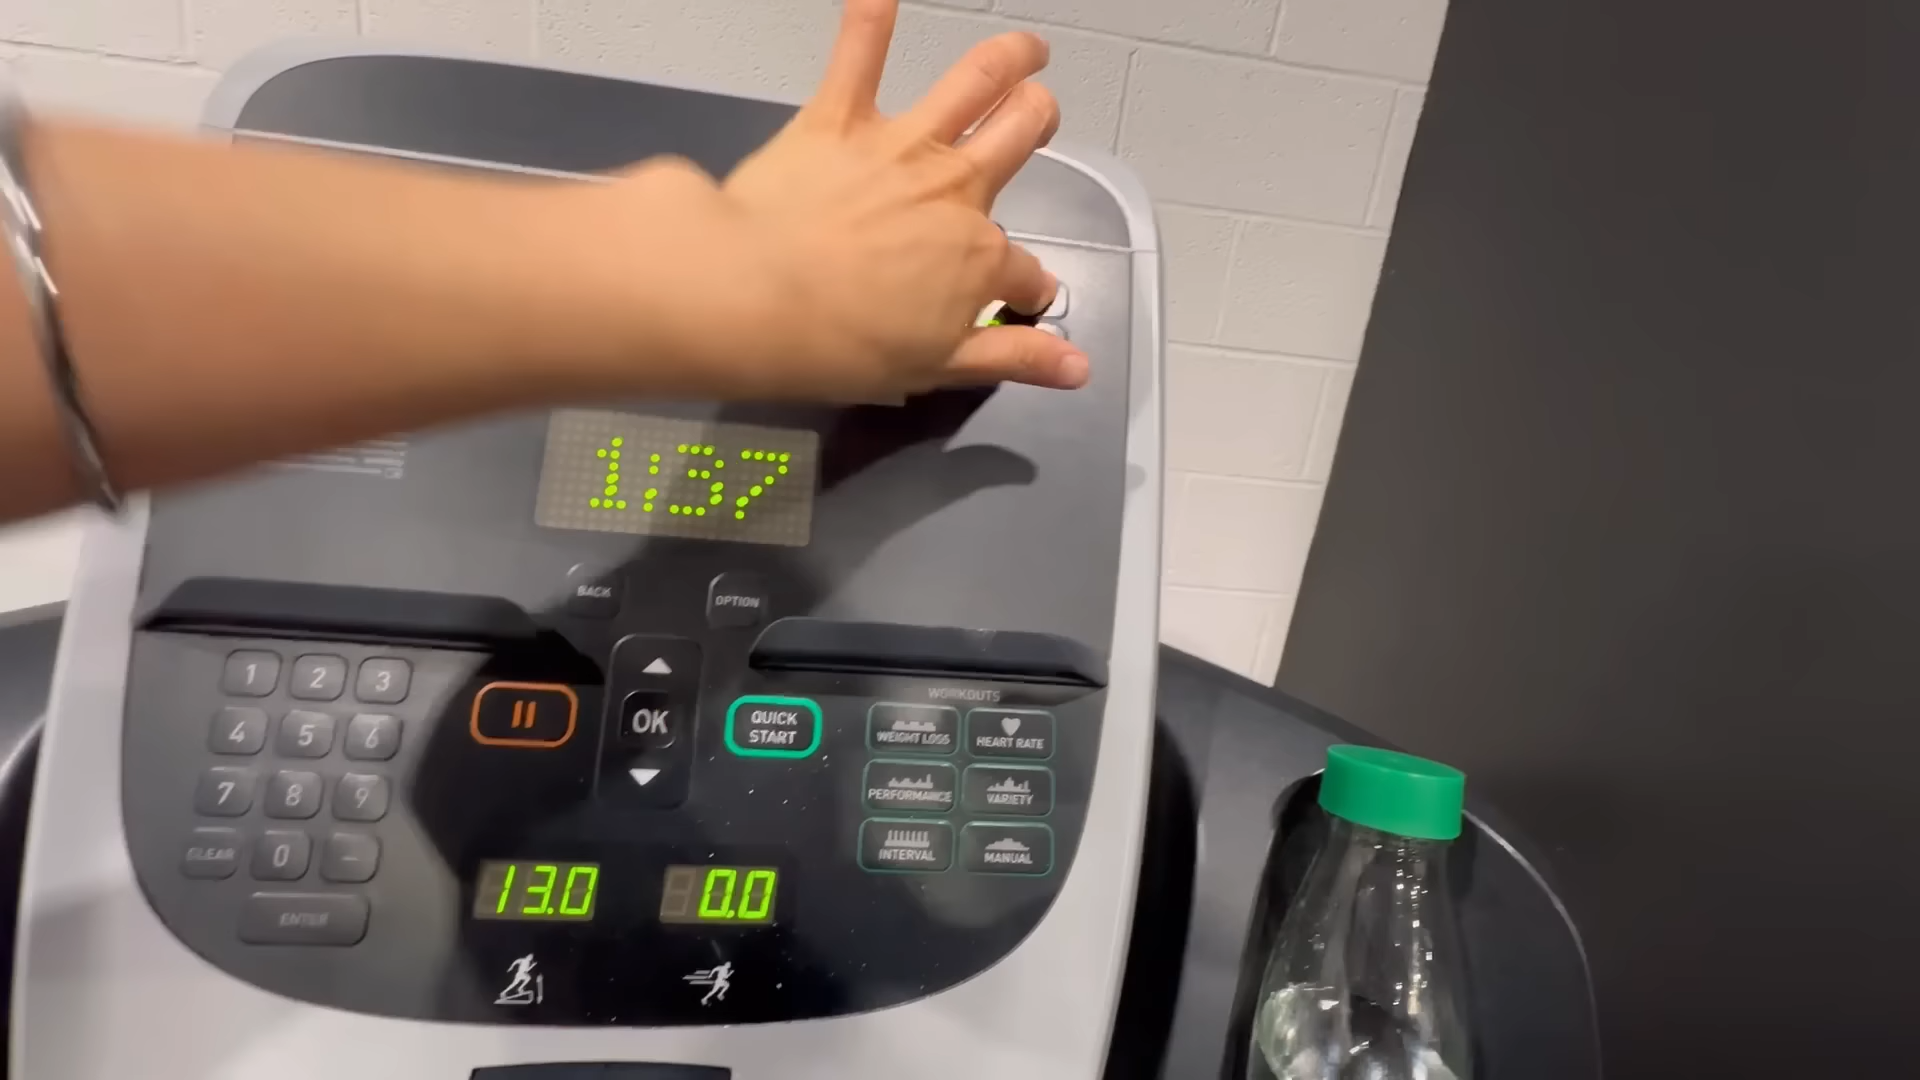 1:37
BACK
OPTION
WORKOUTS
1 2 3
4 5 6
7 8 9
CLEAR 0 -
ENTER
OK
QUICK
START
WEIGHT LOSS
HEART RATE
PERFORMANCE
VARIETY
INTERVAL
MANUAL
13.0
0.0